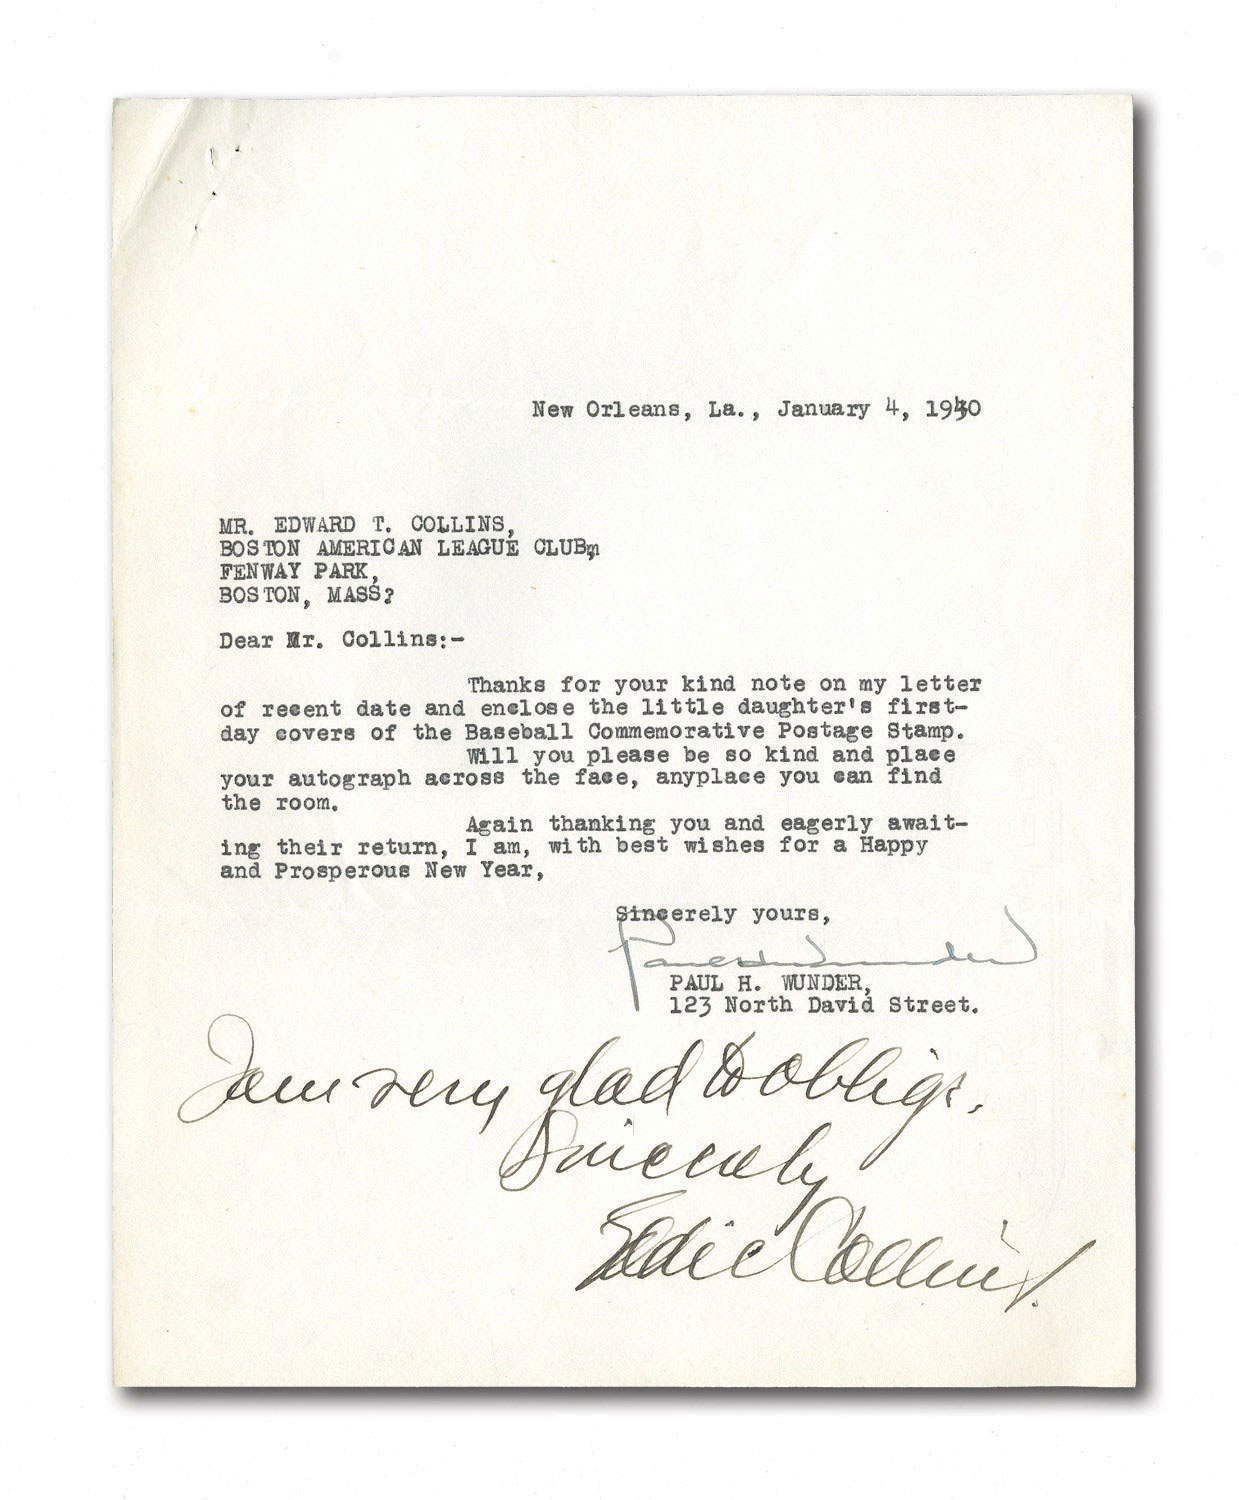 New Orleans, La., January 4, 1940
MR. EDWARD T. COLLINS,
BOSTON AMERICAN LEAGUE CLUB,
FENWAY PARK,
BOSTON, MASS?
Dear Mr. Collins:-
Thanks for your kind note on my letter
of recent date and enclose the little daughter's first-
day covers of the Baseball Commemorative Postage Stamp.
Will you please be so kind and place
your autograph across the face, anyplace you can find
the room.
Again thanking you and eagerly await-
ing their return, I am, with best wishes for a Happy
and Prosperous New Year,
Sincerely yours,
Paul H Wunder
PAUL H. WUNDER,
123 North David Street.
I am very glad to oblige.
Sincerely
Eddie Collins.